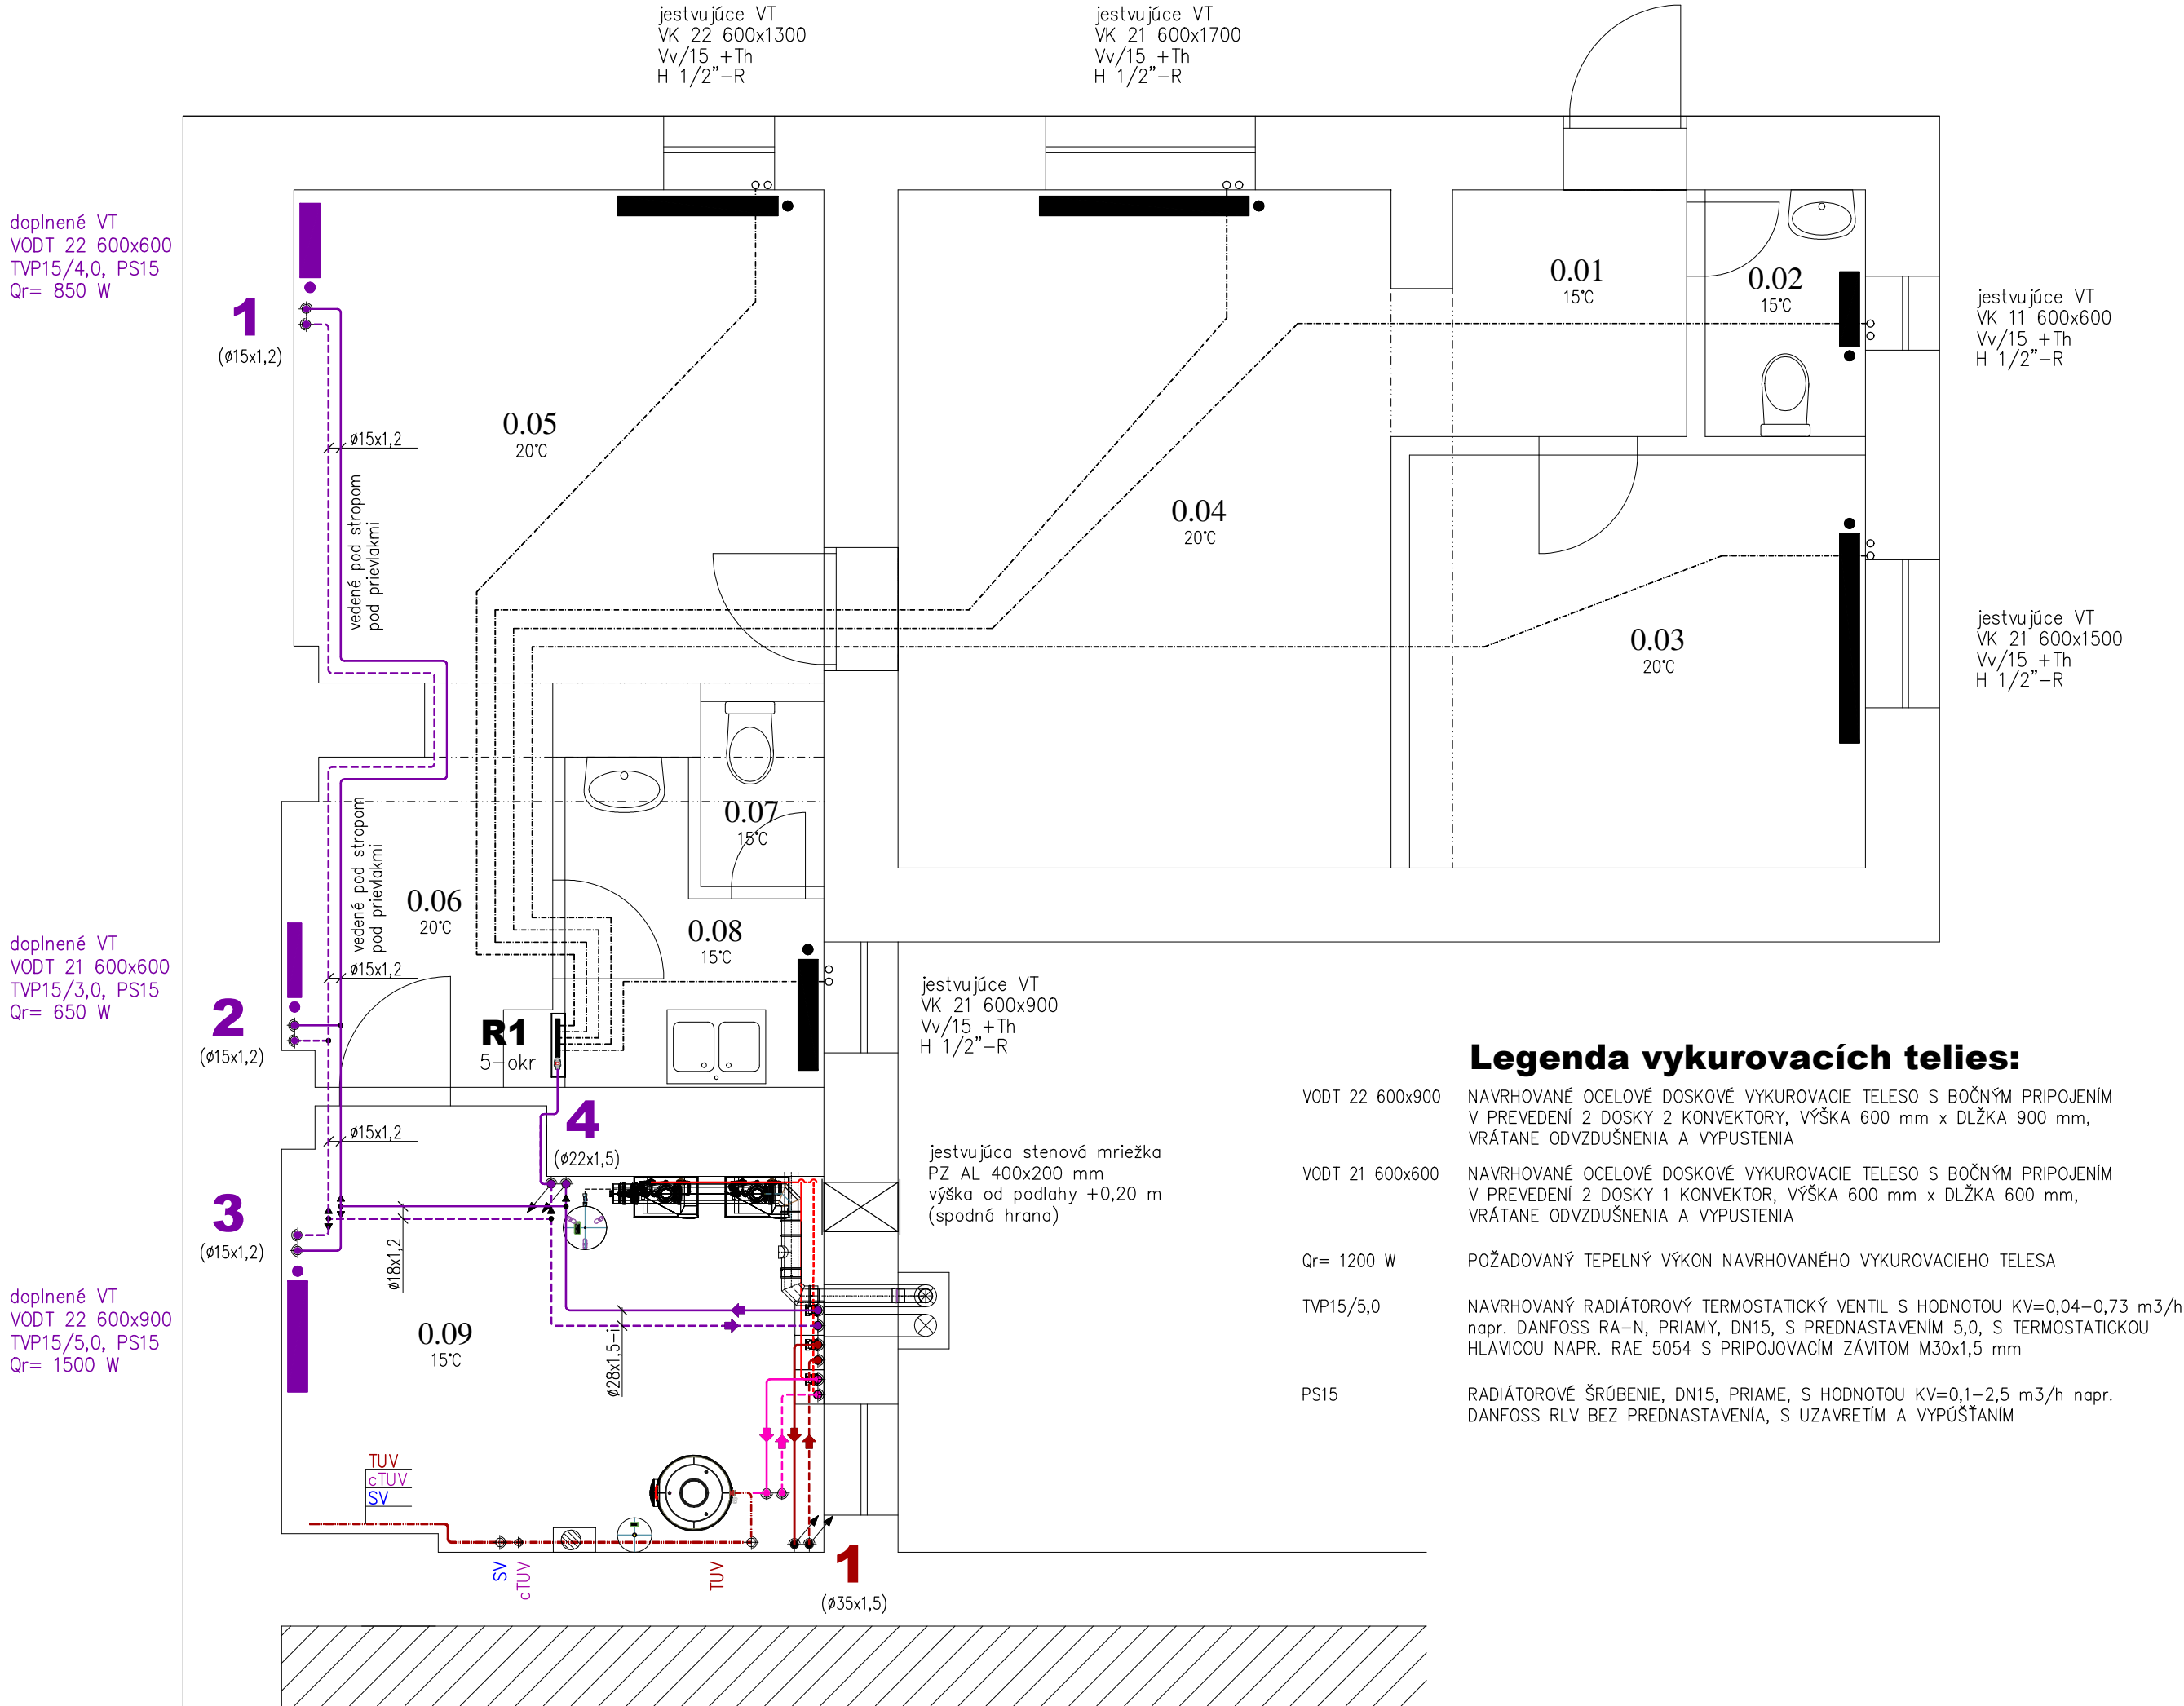 jestvujúce VT
VK 22 600x1300
Vv/15 +Th
H 1/2"-R
jestvujúce VT
VK 21 600x1700
Vv/15 +Th
H 1/2"-R
doplnené VT
VODT 22 600x600
TVP15/4,0, PS15
Qr= 850 W
1
(ø15x1,2)
0.01
15°C
0.02
15°C
jestvujúce VT
VK 11 600x600
Vv/15 +Th
H 1/2"-R
0.05
20°C
ø15x1,2
vedené pod stropom
pod prievlakmi
0.04
20°C
0.03
20°C
jestvujúce VT
VK 21 600x1500
Vv/15 +Th
H 1/2"-R
0.07
15°C
vedené pod stropom
pod prievlakmi
0.06
20°C
0.08
15°C
ø15x1,2
doplnené VT
VODT 21 600x600
TVP15/3,0, PS15
Qr= 650 W
2
(ø15x1,2)
R1
5-okr
jestvujúce VT
VK 21 600x900
Vv/15 +Th
H 1/2"-R
4
(ø22x1,5)
ø15x1,2
jestvujúca stenová mriežka
PZ AL 400x200 mm
výška od podlahy +0,20 m
(spodná hrana)
3
(ø15x1,2)
ø18x1,2
doplnené VT
VODT 22 600x900
TVP15/5,0, PS15
Qr= 1500 W
0.09
15°C
ø28x1,5-i
TUV
cTUV
SV
SV
cTUV
TUV
1
(ø35x1,5)
Legenda vykurovacích telies:
VODT 22 600x900 NAVRHOVANÉ OCELOVÉ DOSKOVÉ VYKUROVACIE TELESO S BOČNÝM PRIPOJENÍM
V PREVEDENÍ 2 DOSKY 2 KONVEKTORY, VÝŠKA 600 mm x DLŽKA 900 mm,
VRÁTANE ODVZDUŠNENIA A VYPUSTENIA
VODT 21 600x600 NAVRHOVANÉ OCELOVÉ DOSKOVÉ VYKUROVACIE TELESO S BOČNÝM PRIPOJENÍM
V PREVEDENÍ 2 DOSKY 1 KONVEKTOR, VÝŠKA 600 mm x DLŽKA 600 mm,
VRÁTANE ODVZDUŠNENIA A VYPUSTENIA
Qr= 1200 W POŽADOVANÝ TEPELNÝ VÝKON NAVRHOVANÉHO VYKUROVACIEHO TELESA
TVP15/5,0 NAVRHOVANÝ RADIÁTOROVÝ TERMOSTATICKÝ VENTIL S HODNOTOU KV=0,04-0,73 m3/h
napr. DANFOSS RA-N, PRIAMY, DN15, S PREDNASTAVENÍM 5,0, S TERMOSTATICKOU
HLAVICOU NAPR. RAE 5054 S PRIPOJOVACÍM ZÁVITOM M30x1,5 mm
PS15 RADIÁTOROVÉ ŠRÚBENIE, DN15, PRIAME, S HODNOTOU KV=0,1-2,5 m3/h napr.
DANFOSS RLV BEZ PREDNASTAVENÍA, S UZAVRETÍM A VYPÚŠŤANÍM